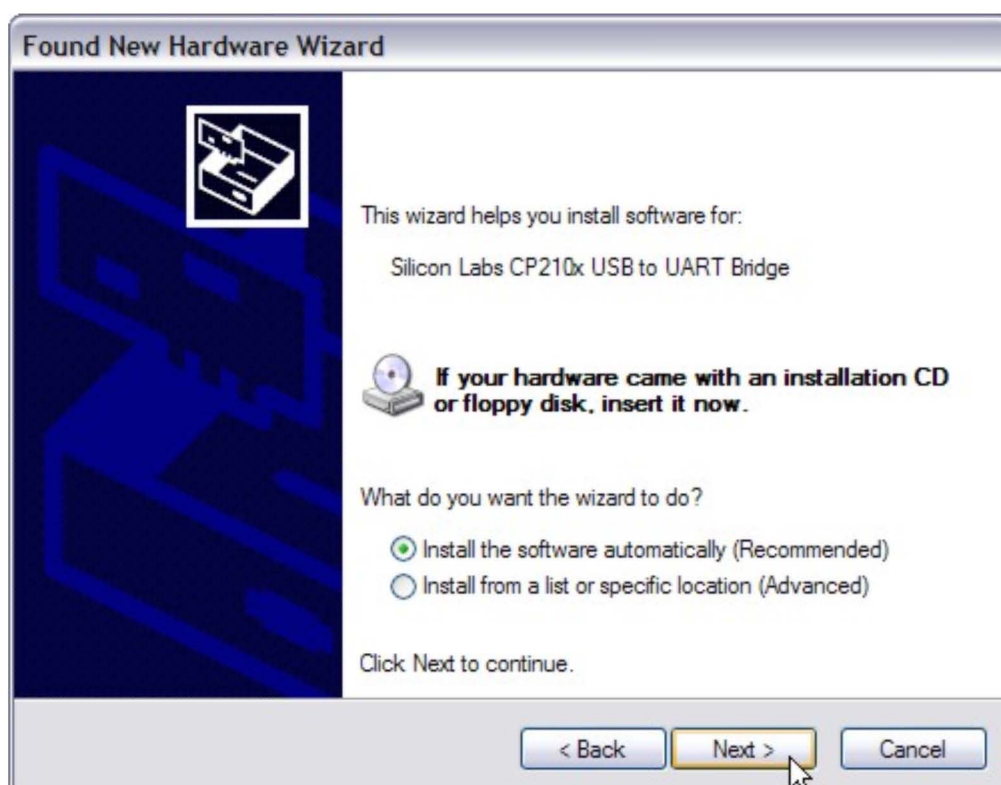 Found New Hardware Wizard
This wizard helps you install software for:
Silicon Labs CP210x USB to UART Bridge
If your hardware came with an installation CD
or floppy disk, insert it now.
What do you want the wizard to do?
Install the software automatically (Recommended)
Install from a list or specific location (Advanced)
Click Next to continue.
< Back
Next >
Cancel